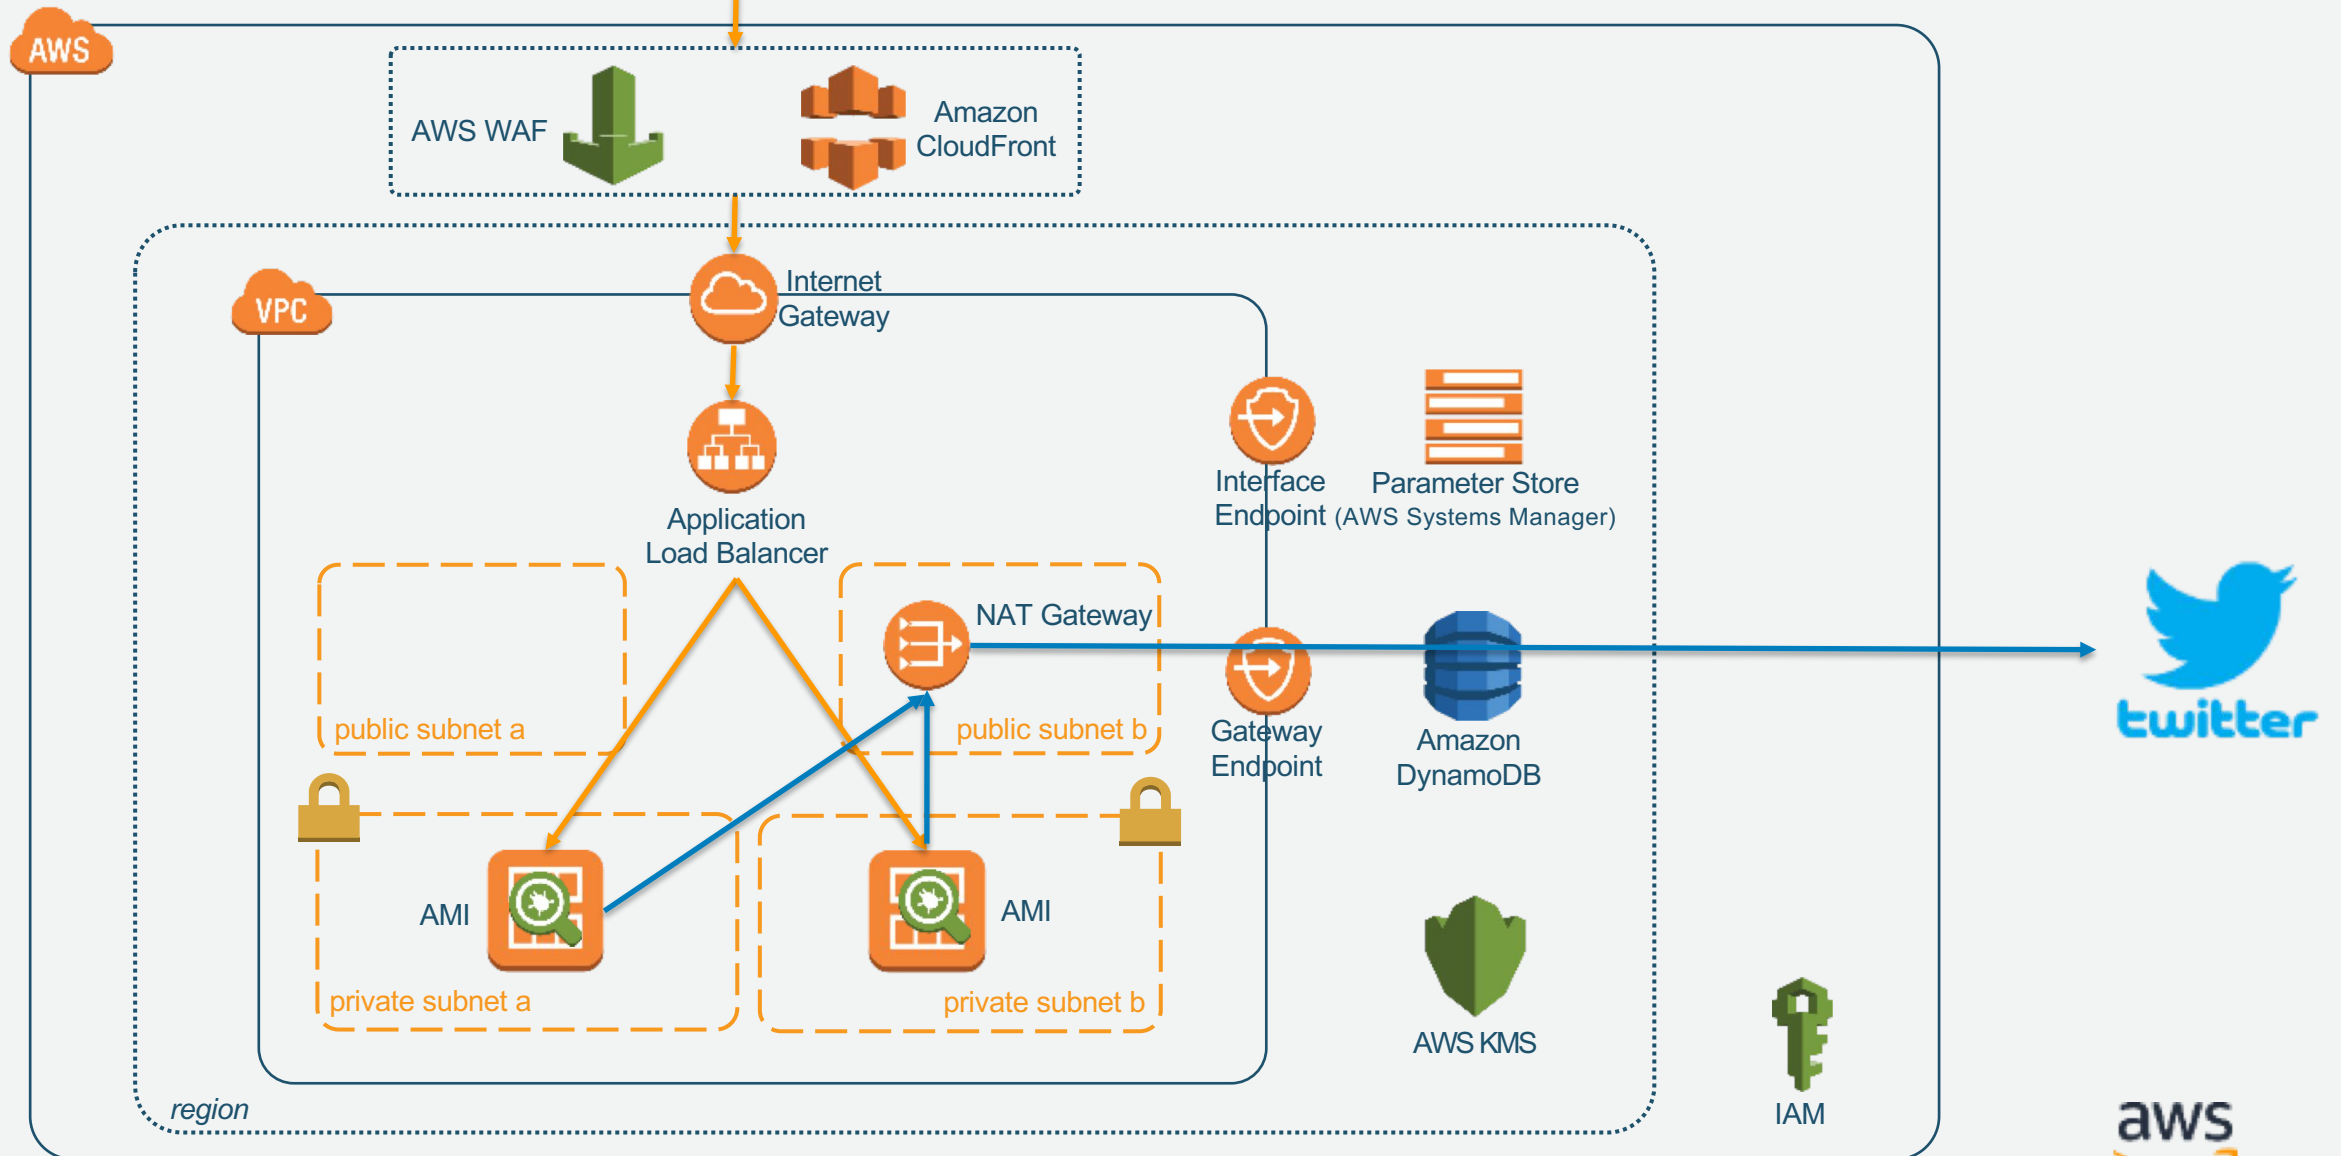 AWS
AWS WAF
Amazon
CloudFront
Internet
Gateway
VPC
Application
Load Balancer
Interface
Endpoint
Parameter Store
(AWS Systems Manager)
NAT Gateway
public subnet a
public subnet b
Gateway
Endpoint
Amazon
DynamoDB
twitter
AMI
AMI
private subnet a
private subnet b
AWS KMS
IAM
region
aws